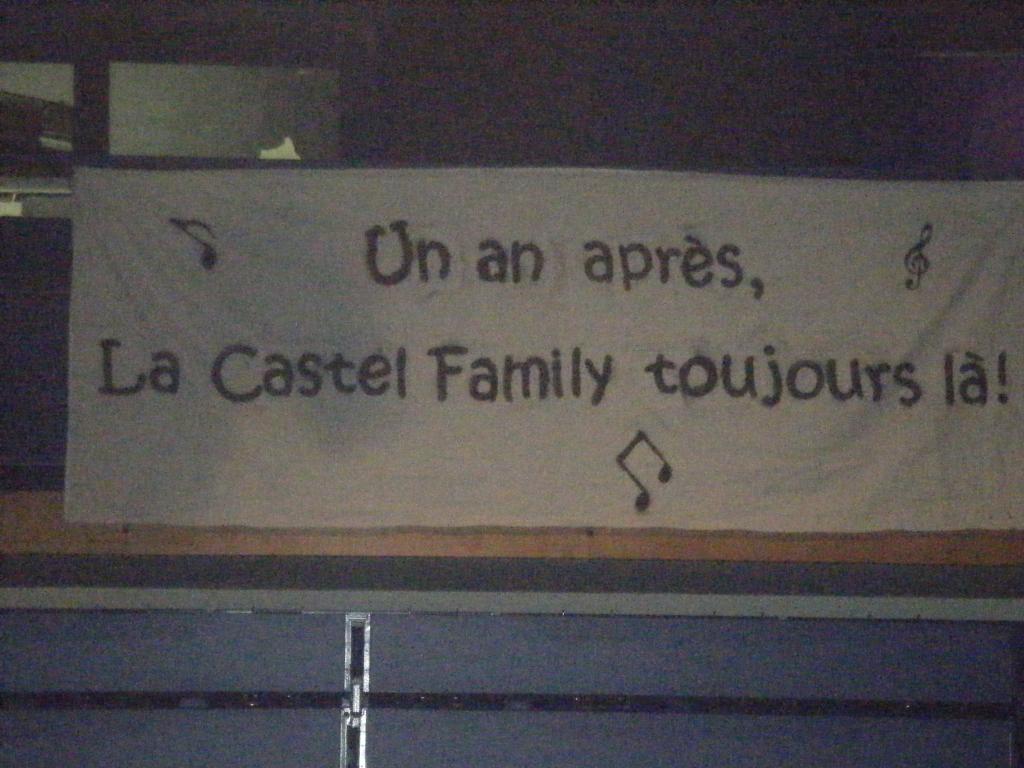 Un an après,
La Castel Family toujours là!